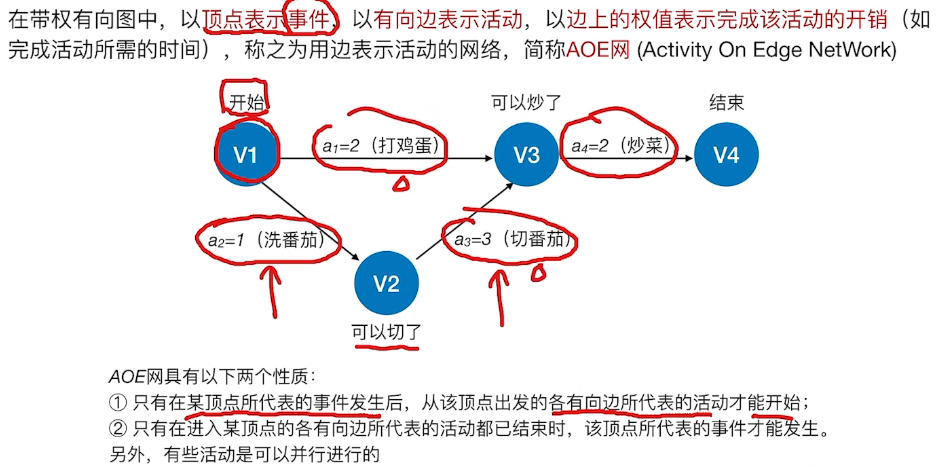 在带权有向图中，以顶点表示事件，以有向边表示活动，以边上的权值表示完成该活动的开销（如
完成活动所需的时间），称之为用边表示活动的网络，简称AOE网 (Activity On Edge NetWork)
开始
可以炒了
结束
V1
a₁=2（打鸡蛋）
V3
a₄=2（炒菜）
V4
a₂=1（洗番茄）
a₃=3（切番茄）
V2
可以切了
AOE网具有以下两个性质：
① 只有在某顶点所代表的事件发生后，从该顶点出发的各有向边所代表的活动才能开始；
② 只有在进入某顶点的各有向边所代表的活动都已结束时，该顶点所代表的事件才能发生。
另外，有些活动是可以并行进行的